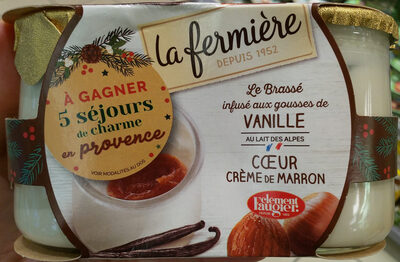 la fermière
DEPUIS 1952
À GAGNER
5 séjours
de charme
en provence
VOIR MODALITÉS AU DOS
Le Brassé
infusé aux gousses de
VANILLE
AU LAIT DES ALPES
CŒUR
CRÈME DE MARRON
clement
faugier